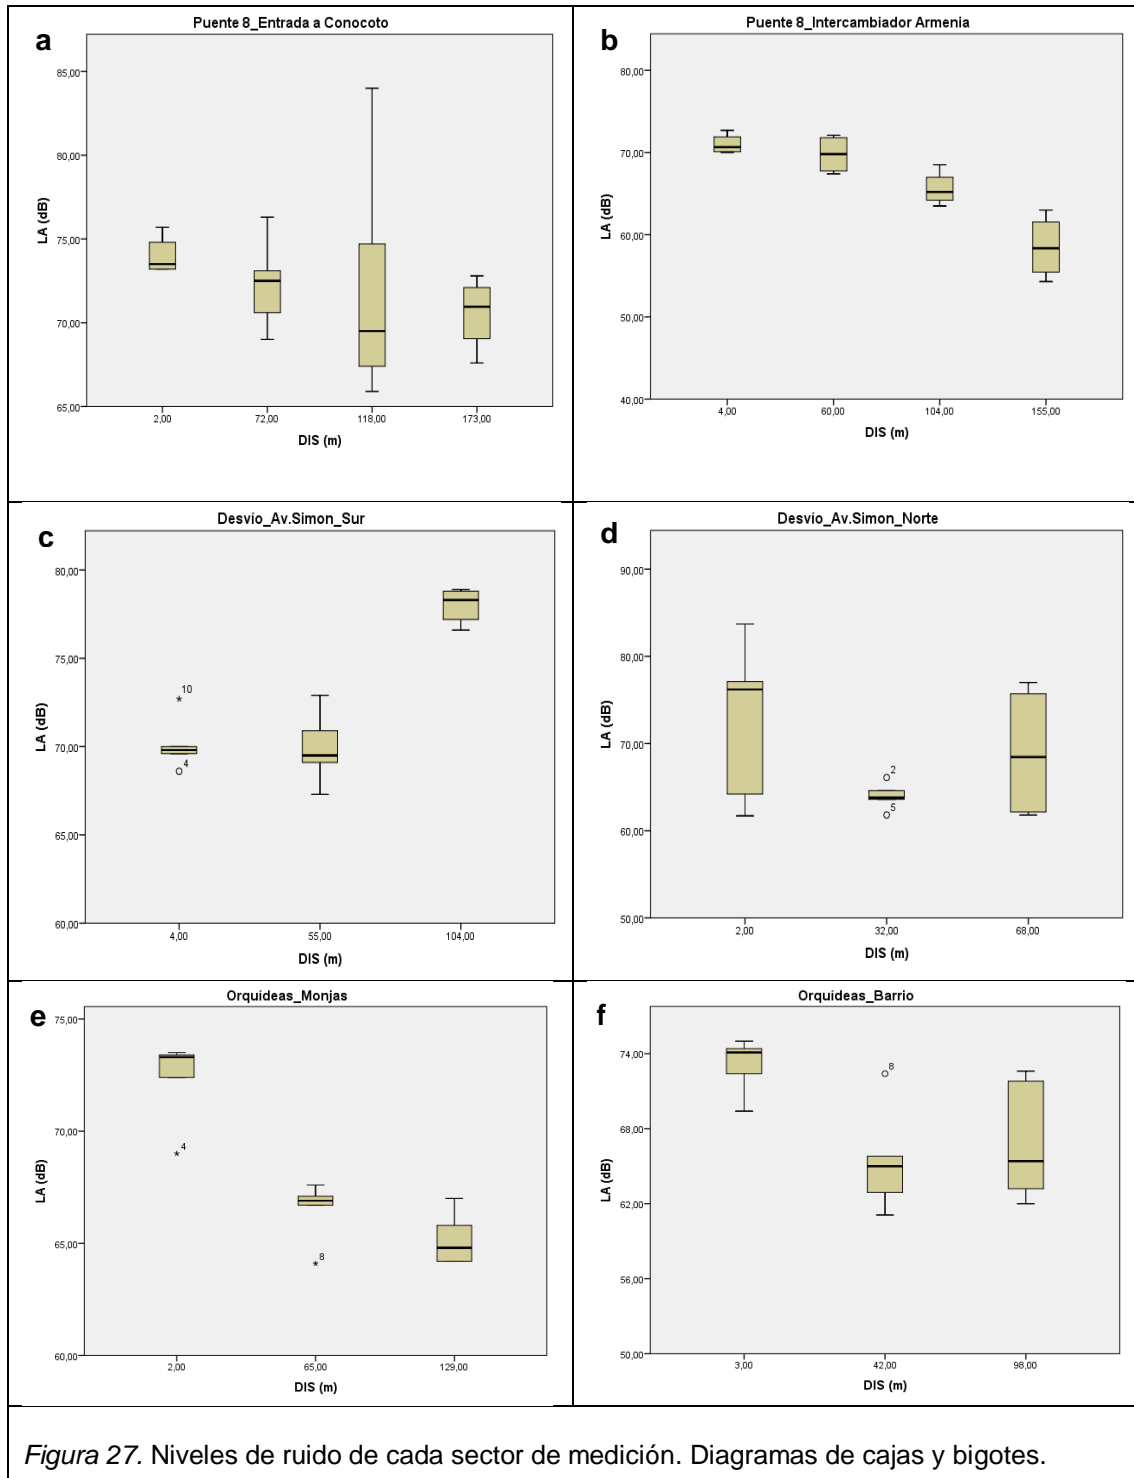 a
Puente 8_Entrada a Conocoto
85,00
80,00
75,00
70,00
65,00
LA (dB)
2,00 72,00 118,00 173,00
DIS (m)
b
Puente 8_Intercambiador Armenia
80,00
70,00
60,00
50,00
40,00
LA (dB)
4,00 60,00 104,00 155,00
DIS (m)
c
Desvío_Av.Simon_Sur
80,00
75,00
70,00
65,00
60,00
LA (dB)
10
4
4,00 55,00 104,00
DIS (m)
d
Desvío_Av.Simon_Norte
90,00
80,00
70,00
60,00
50,00
LA (dB)
2
5
2,00 32,00 68,00
DIS (m)
e
Orquídeas_Monjas
75,00
70,00
65,00
60,00
LA (dB)
4
8
2,00 65,00 129,00
DIS (m)
f
Orquídeas_Barrio
74,00
68,00
62,00
56,00
50,00
LA (dB)
8
3,00 42,00 98,00
DIS (m)
Figura 27. Niveles de ruido de cada sector de medición. Diagramas de cajas y bigotes.